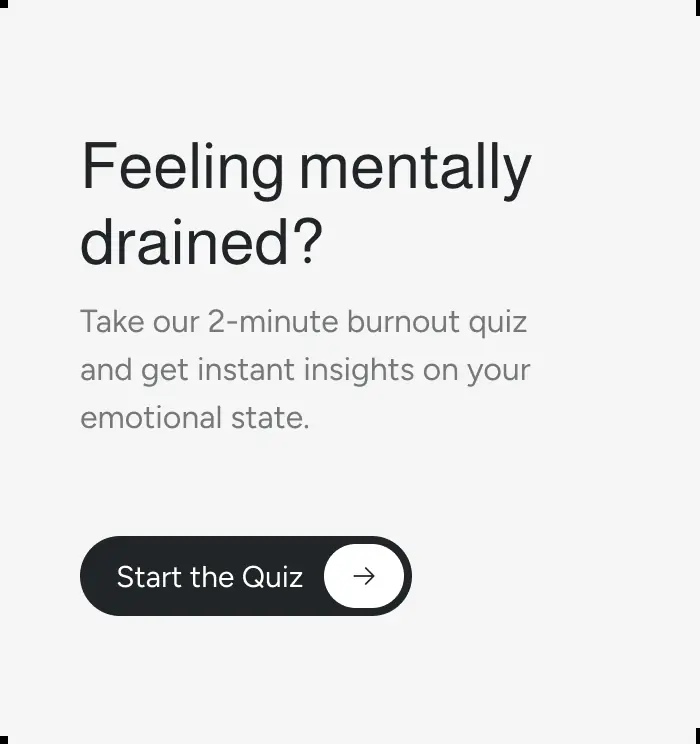 Feeling mentally
drained?
Take our 2-minute burnout quiz
and get instant insights on your
emotional state.
Start the Quiz